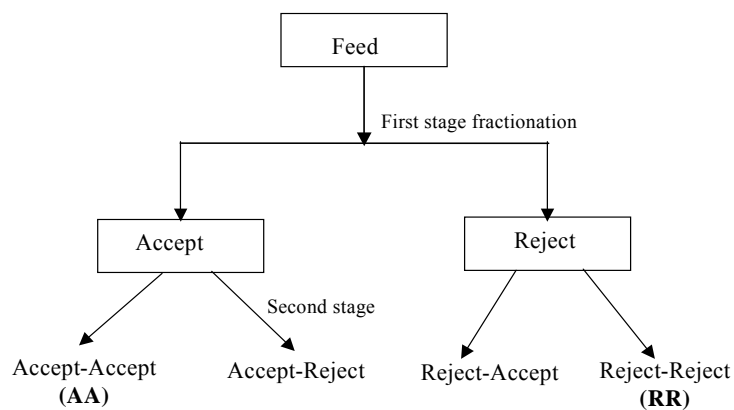 Feed
First stage fractionation
Accept
Reject
Second stage
Accept-Accept
(AA)
Accept-Reject
Reject-Accept
Reject-Reject
(RR)